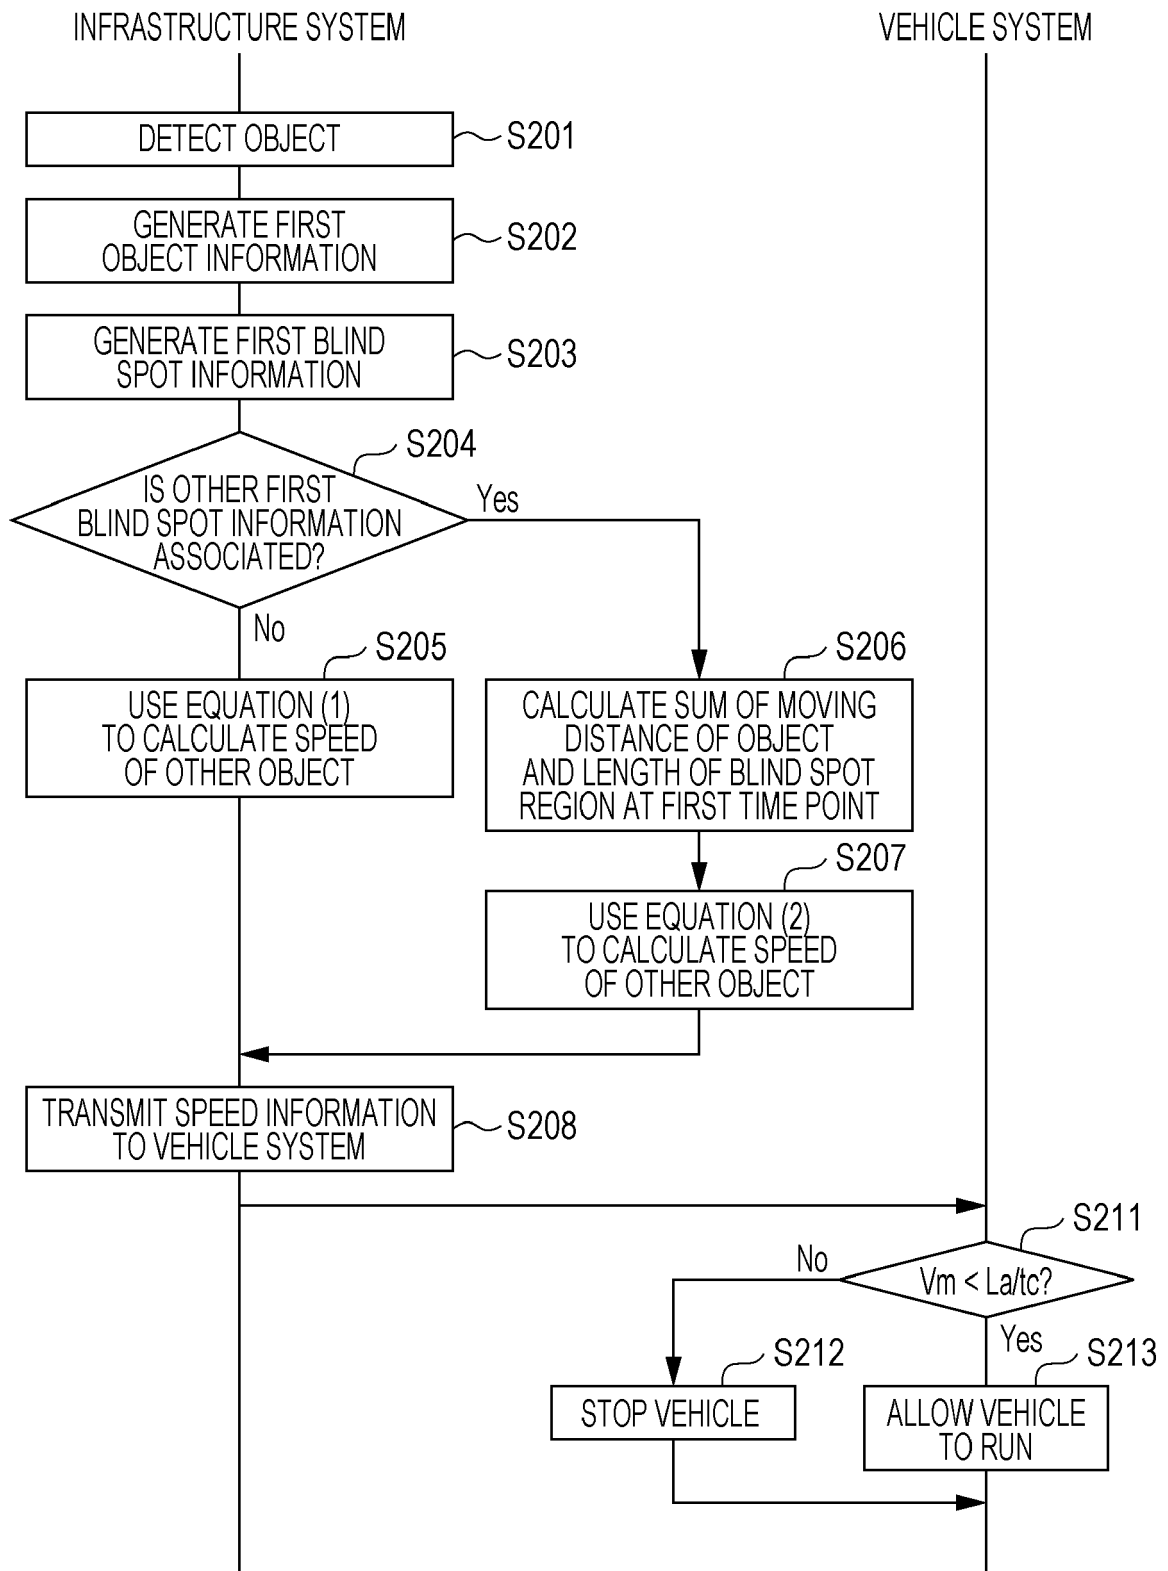 INFRASTRUCTURE SYSTEM
VEHICLE SYSTEM
DETECT OBJECT
S201
GENERATE FIRST
OBJECT INFORMATION
S202
GENERATE FIRST BLIND
SPOT INFORMATION
S203
S204
IS OTHER FIRST
BLIND SPOT INFORMATION
ASSOCIATED?
Yes
No
S205
USE EQUATION (1)
TO CALCULATE SPEED
OF OTHER OBJECT
S206
CALCULATE SUM OF MOVING
DISTANCE OF OBJECT
AND LENGTH OF BLIND SPOT
REGION AT FIRST TIME POINT
S207
USE EQUATION (2)
TO CALCULATE SPEED
OF OTHER OBJECT
TRANSMIT SPEED INFORMATION
TO VEHICLE SYSTEM
S208
S211
Vm < La/tc?
No
Yes
S212
STOP VEHICLE
S213
ALLOW VEHICLE
TO RUN